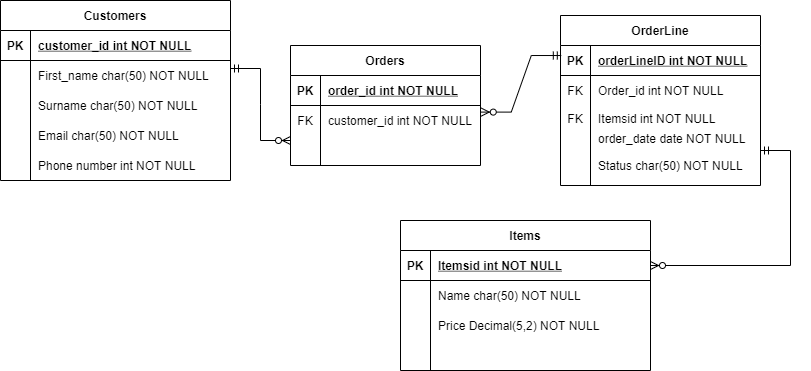 Customers
PK customer_id int NOT NULL
First_name char(50) NOT NULL
Surname char(50) NOT NULL
Email char(50) NOT NULL
Phone number int NOT NULL
Orders
PK order_id int NOT NULL
FK customer_id int NOT NULL
OrderLine
PK orderLineID int NOT NULL
FK Order_id int NOT NULL
FK Itemsid int NOT NULL
order_date date NOT NULL
Status char(50) NOT NULL
Items
PK Itemsid int NOT NULL
Name char(50) NOT NULL
Price Decimal(5,2) NOT NULL